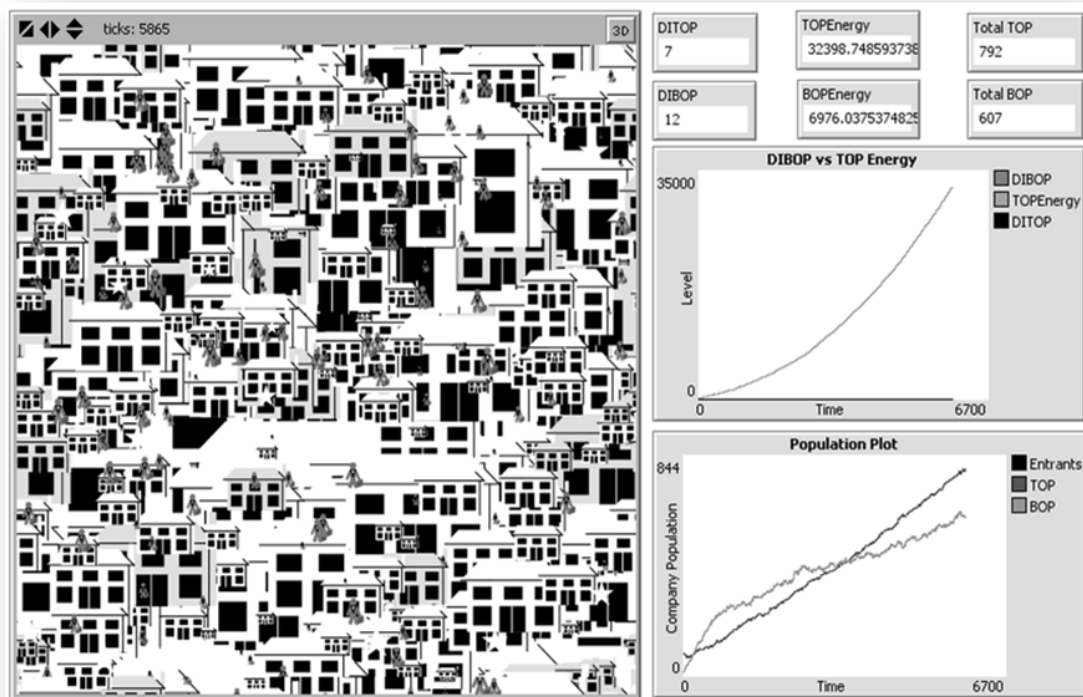 ticks: 5865
3D
DITOP
7
TOPEnergy
32398.748593738
Total TOP
792
DIBOP
12
BOPEnergy
6976.0375374825
Total BOP
607
DIBOP vs TOP Energy
35000
Level
0
0
Time
6700
DIBOP
TOPEnergy
DITOP
Population Plot
844
Company Population
0
0
Time
6700
Entrants
TOP
BOP